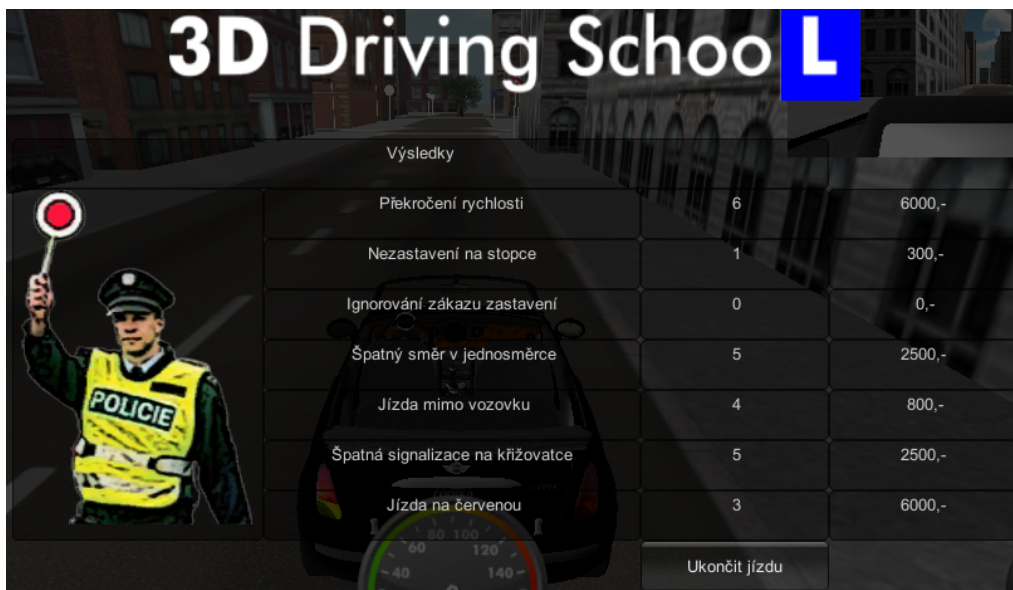 3D Driving School L
Výsledky
Překročení rychlosti 6 6000,-
Nezastavení na stopce 1 300,-
Ignorování zákazu zastavení 0 0,-
Špatný směr v jednosměrce 5 2500,-
Jízda mimo vozovku 4 800,-
POLICIE
Špatná signalizace na křižovatce 5 2500,-
Jízda na červenou 3 6000,-
80 100
60 120
40 140
Ukončit jízdu